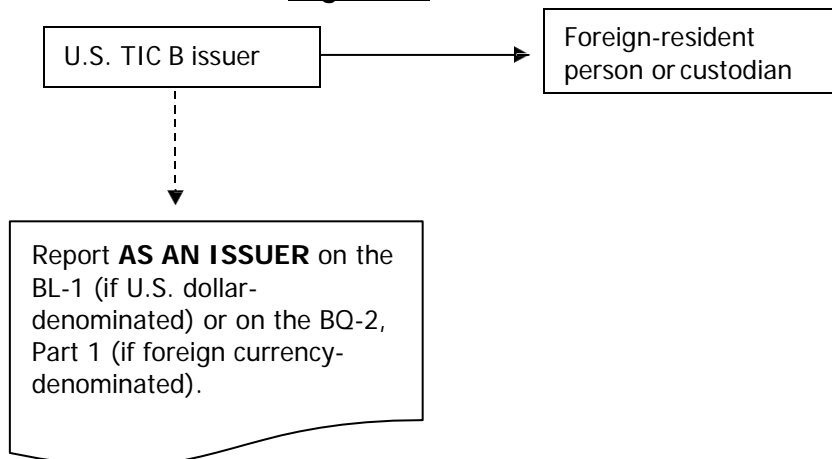 U.S. TIC B issuer
Foreign-resident
person or custodian
Report AS AN ISSUER on the
BL-1 (if U.S. dollar-
denominated) or on the BQ-2,
Part 1 (if foreign currency-
denominated).